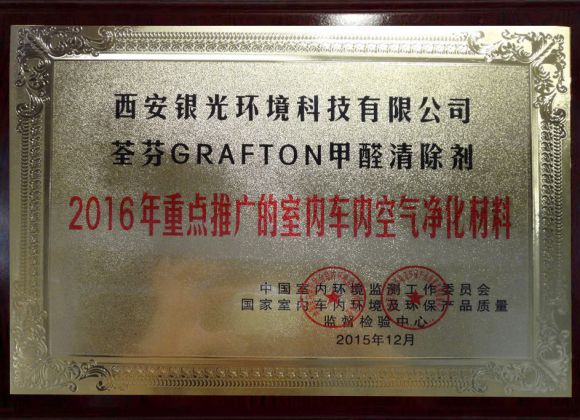 西安银光环境科技有限公司
荃芬GRAFTON甲醛清除剂
2016年重点推广的室内车内空气净化材料
中国室内环境监测工作委员会
国家室内车内环境及环保产品质量
监督检验中心
2015年12月